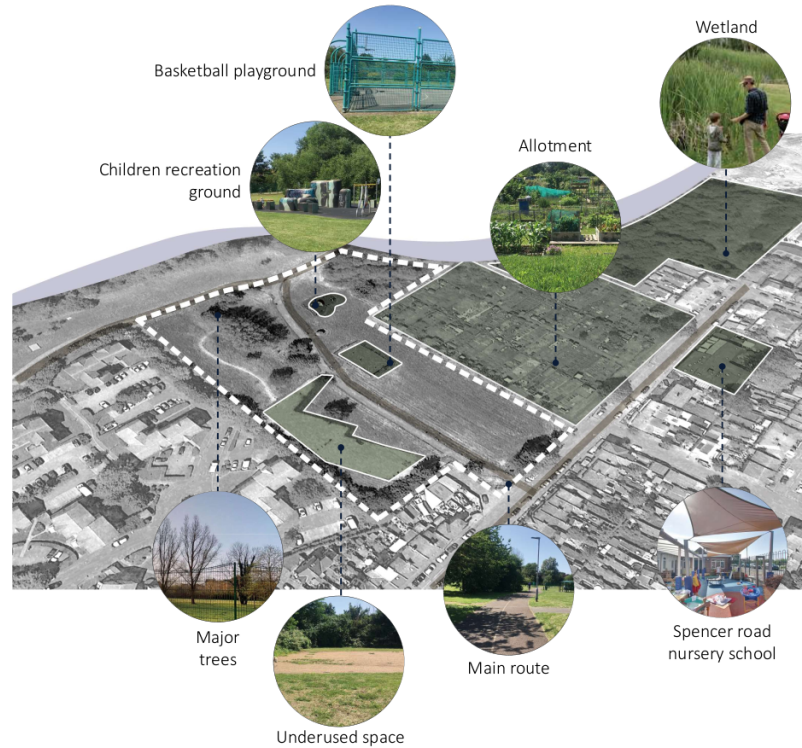 Wetland
Basketball playground
Allotment
Children recreation
ground
Major
trees
Main route
Spencer road
nursery school
Underused space